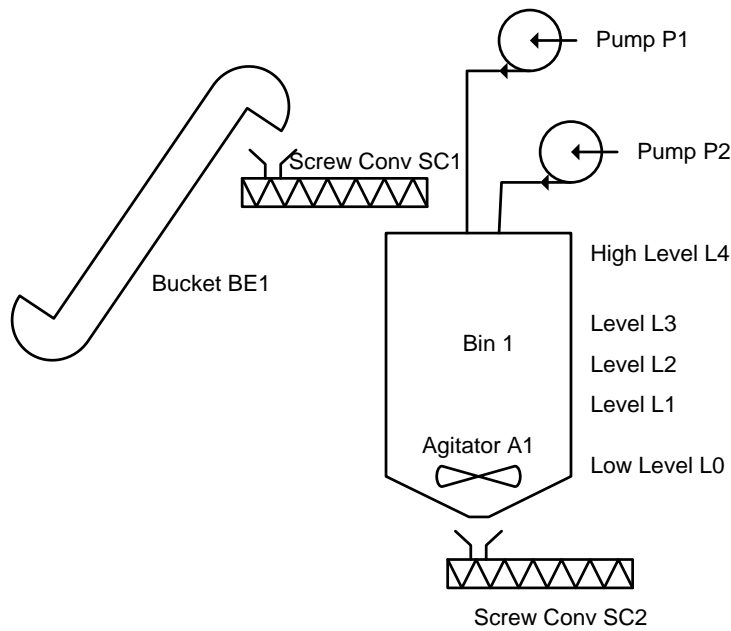 Pump P1
Pump P2
Screw Conv SC1
High Level L4
Bucket BE1
Level L3
Bin 1
Level L2
Level L1
Agitator A1
Low Level L0
Screw Conv SC2